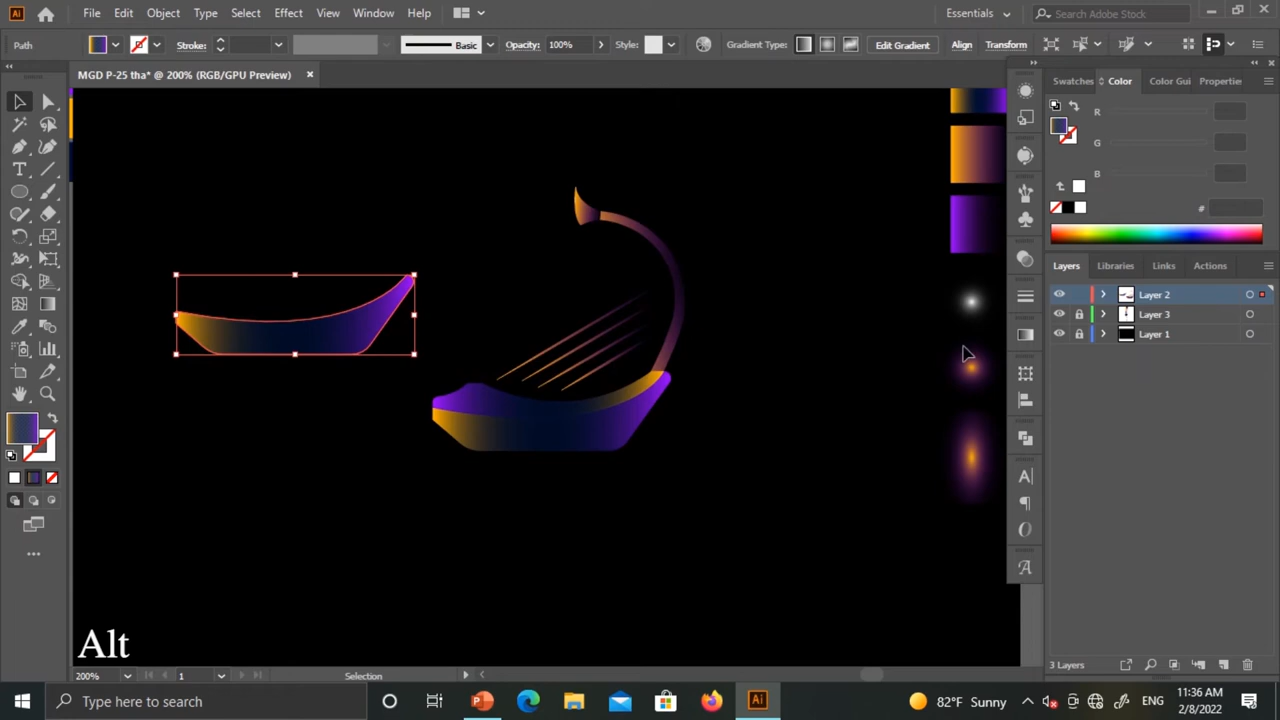 Ai File Edit Object Type Select Effect View Window Help Essentials Search Adobe Stock
Path Stroke: Basic Opacity: 100% Style: Gradient Type: Edit Gradient Align Transform
MGD P-25 tha* @ 200% (RGB/GPU Preview)
Swatches Color Color Gui Propertie
R
G
B
#
Layers Libraries Links Actions
Layer 2
Layer 3
Layer 1
Alt
3 Layers
200% 1 Selection
Type here to search Ai 82°F Sunny ENG 11:36 AM
2/8/2022